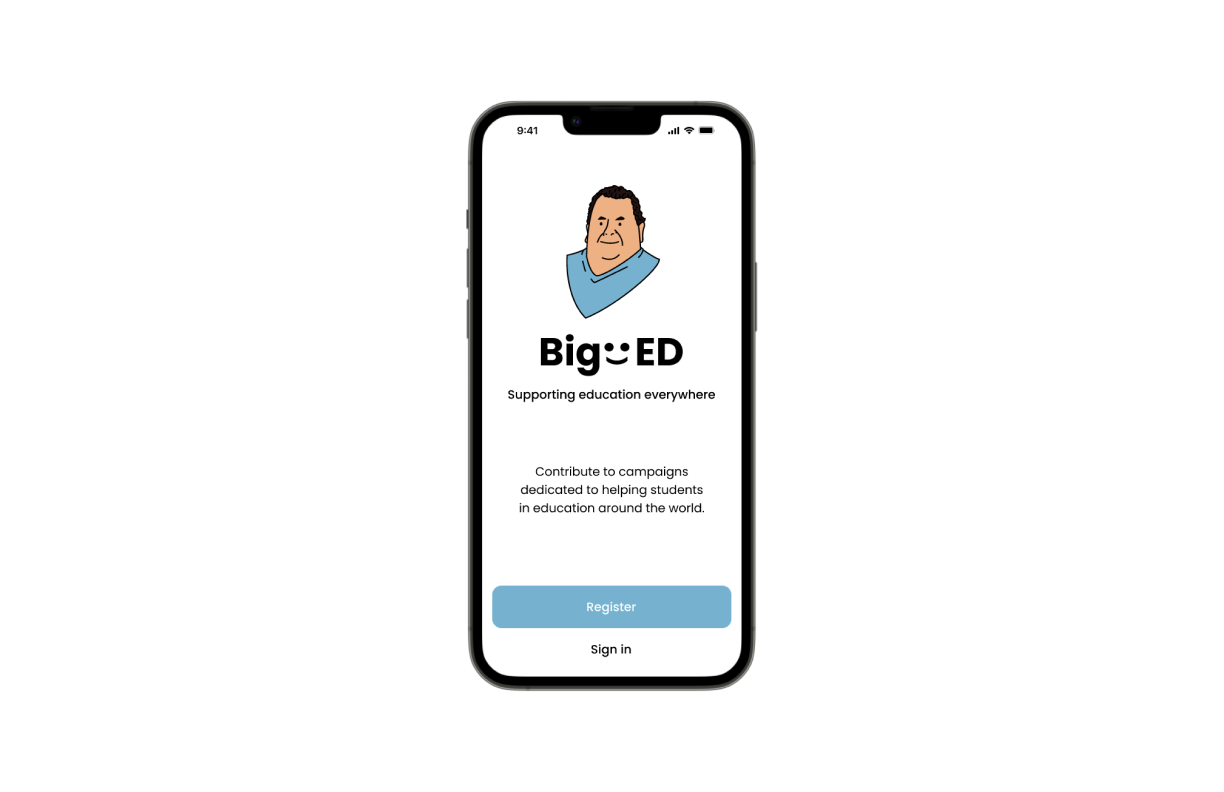 9:41
Big ED
Supporting education everywhere
Contribute to campaigns
dedicated to helping students
in education around the world.
Register
Sign in